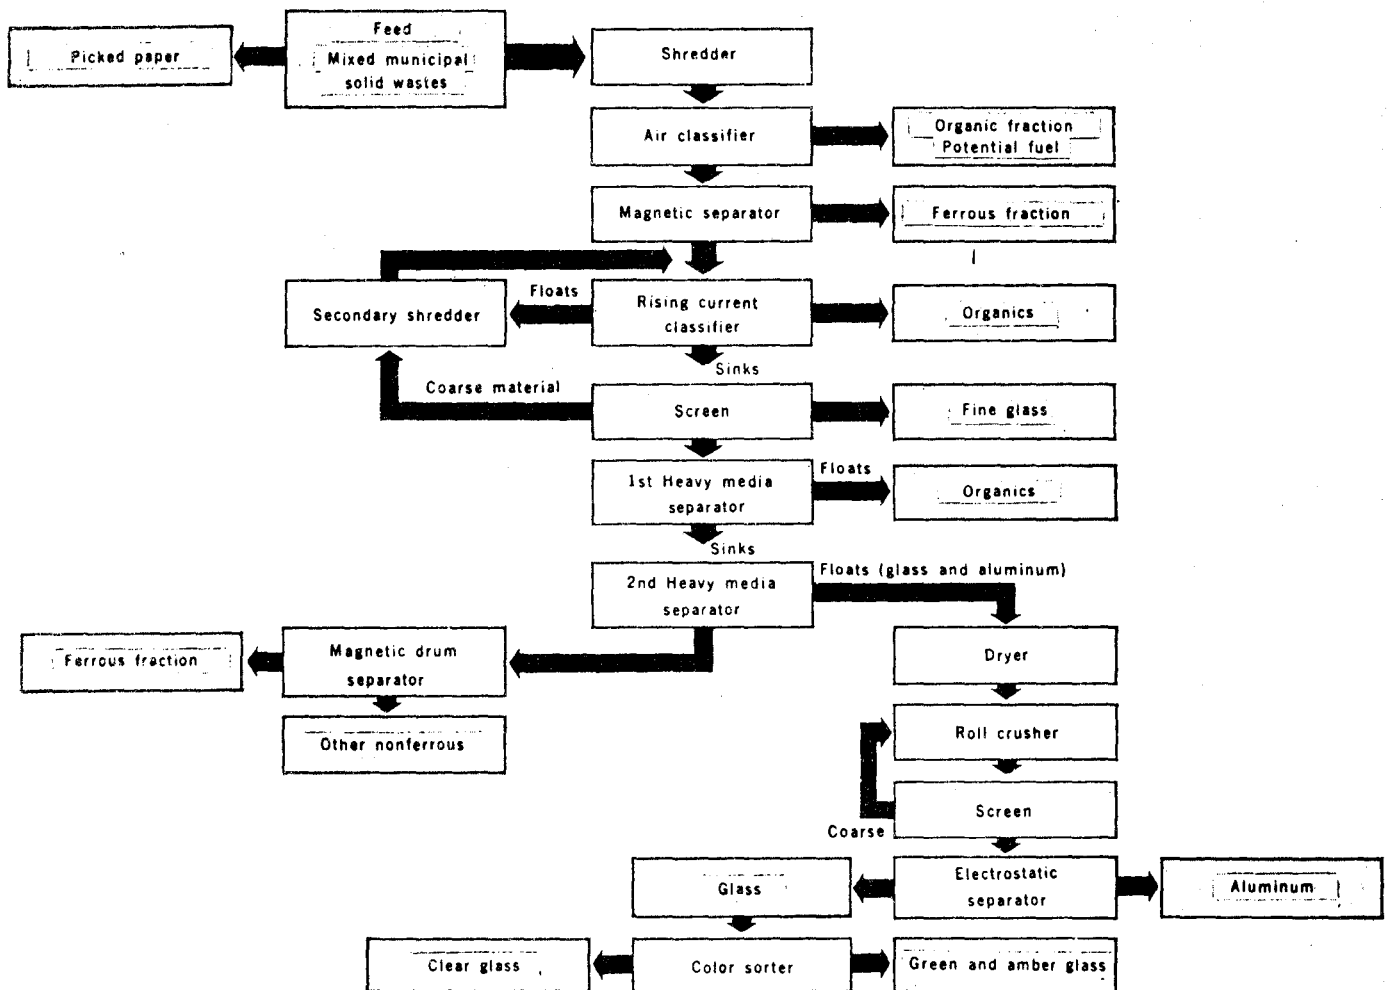 Feed
Picked paper
Mixed municipal
solid wastes
Shredder
Air classifier
Organic fraction
Potential fuel
Magnetic separator
Ferrous fraction
Floats
Secondary shredder
Rising current
classifier
Organics
Sinks
Coarse material
Screen
Fine glass
1st Heavy media
separator
Floats
Organics
Sinks
2nd Heavy media
separator
Floats (glass and aluminum)
Ferrous fraction
Magnetic drum
separator
Dryer
Other nonferrous
Roll crusher
Screen
Coarse
Glass
Electrostatic
separator
Aluminum
Clear glass
Color sorter
Green and amber glass